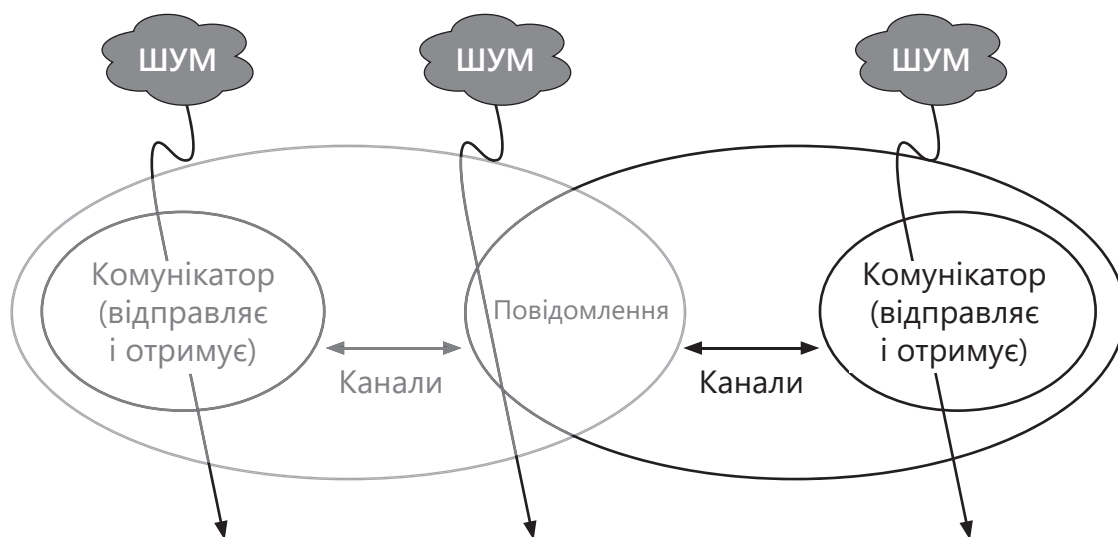 ШУМ
ШУМ
ШУМ
Комунікатор
(відправляє
і отримує)
Канали
Повідомлення
Канали
Комунікатор
(відправляє
і отримує)